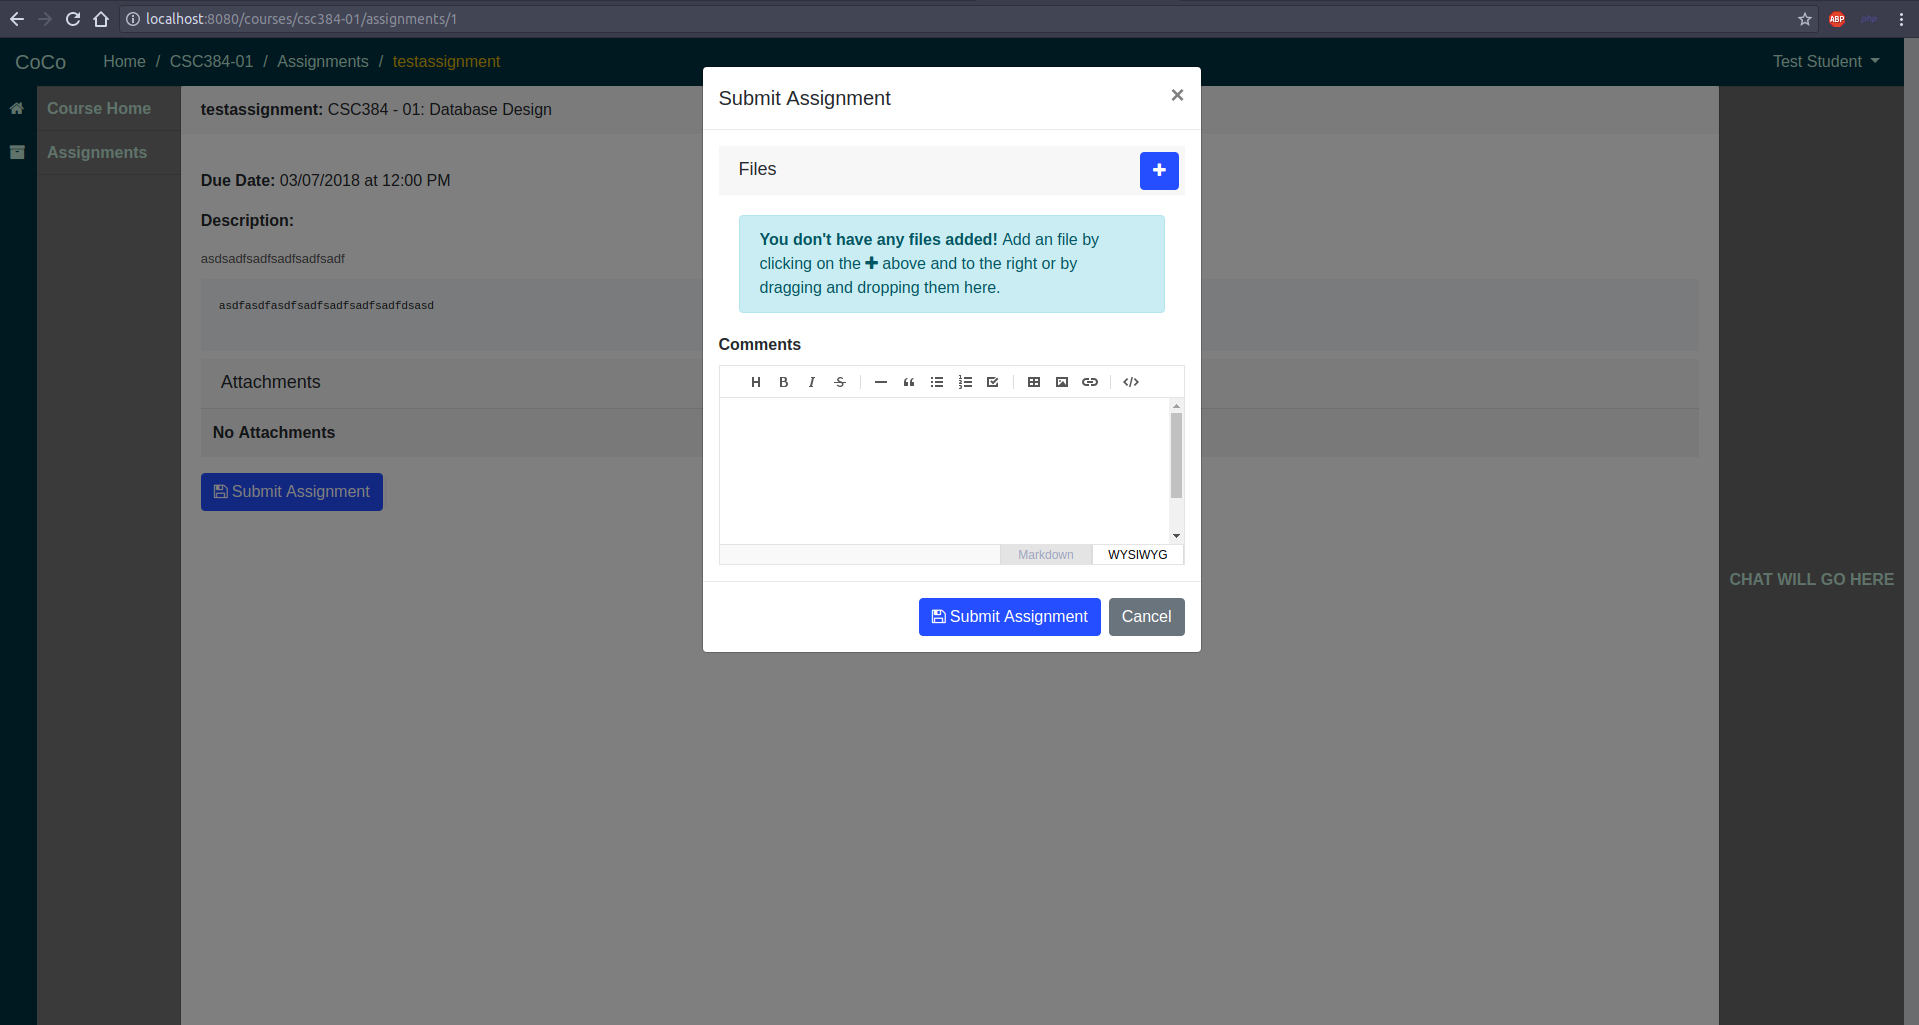 localhost:8080/courses/csc384-01/assignments/1
ABP
php
CoCo
Home / CSC384-01 / Assignments / testassignment
Test Student
Course Home
Assignments
testassignment: CSC384 - 01: Database Design
Due Date: 03/07/2018 at 12:00 PM
Description:
asdsadfsadfsadfsadfsadf
asdfasdfasdfsadfsadfsadfsadfdsasd
Attachments
No Attachments
Submit Assignment
Submit Assignment
×
Files
You don't have any files added! Add an file by
clicking on the + above and to the right or by
dragging and dropping them here.
Comments
H B I S
Markdown WYSIWYG
Submit Assignment Cancel
CHAT WILL GO HERE